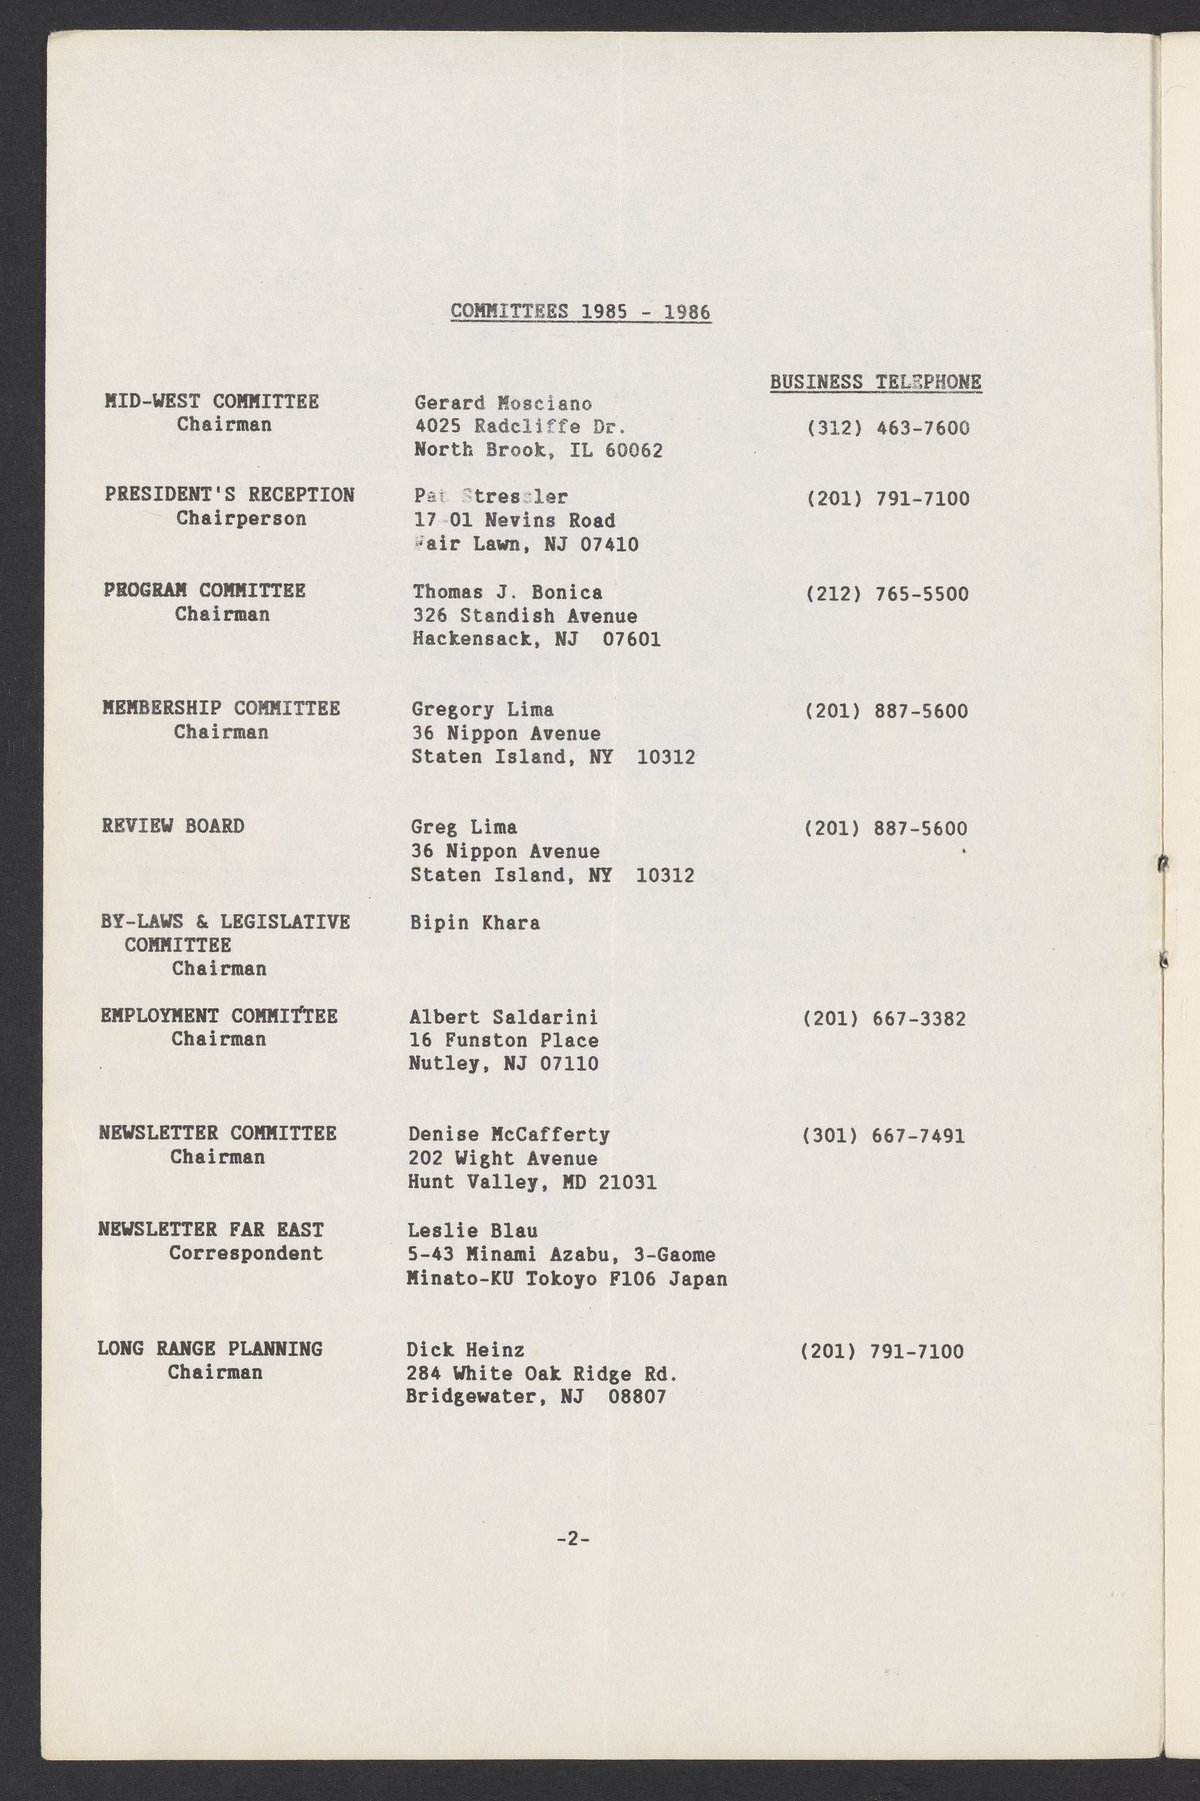 COMMITTEES 1985 - 1986
BUSINESS TELEPHONE
MID-WEST COMMITTEE Gerard Mosciano
Chairman 4025 Radcliffe Dr. (312) 463-7600
North Brook, IL 60062
PRESIDENT'S RECEPTION Pat Stressler (201) 791-7100
Chairperson 17-01 Nevins Road
Fair Lawn, NJ 07410
PROGRAM COMMITTEE Thomas J. Bonica (212) 765-5500
Chairman 326 Standish Avenue
Hackensack, NJ 07601
MEMBERSHIP COMMITTEE Gregory Lima (201) 887-5600
Chairman 36 Nippon Avenue
Staten Island, NY 10312
REVIEW BOARD Greg Lima (201) 887-5600
36 Nippon Avenue
Staten Island, NY 10312
BY-LAWS & LEGISLATIVE Bipin Khara
COMMITTEE
Chairman
EMPLOYMENT COMMITTEE Albert Saldarini (201) 667-3382
Chairman 16 Funston Place
Nutley, NJ 07110
NEWSLETTER COMMITTEE Denise McCafferty (301) 667-7491
Chairman 202 Wight Avenue
Hunt Valley, MD 21031
NEWSLETTER FAR EAST Leslie Blau
Correspondent 5-43 Minami Azabu, 3-Gaome
Minato-KU Tokoyo F106 Japan
LONG RANGE PLANNING Dick Heinz (201) 791-7100
Chairman 284 White Oak Ridge Rd.
Bridgewater, NJ 08807
-2-